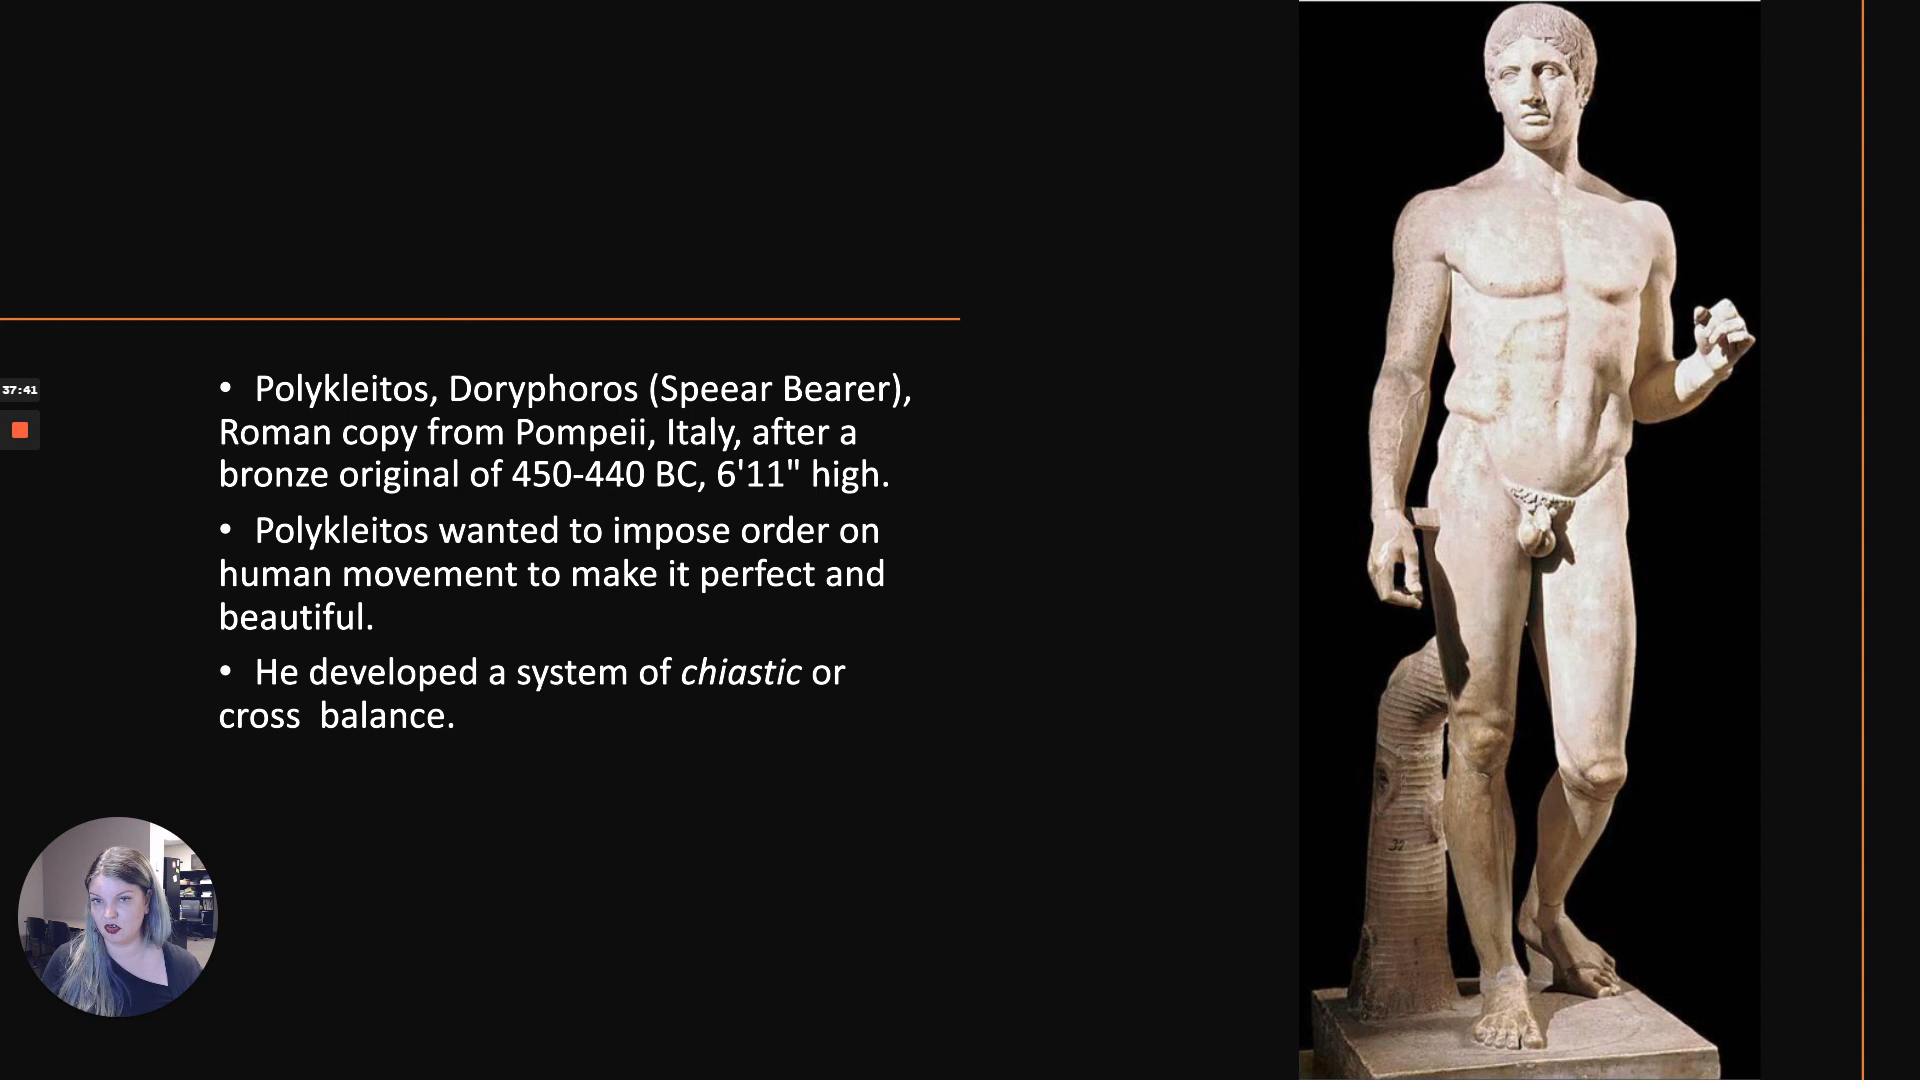 37:41
• Polykleitos, Doryphoros (Speear Bearer),
Roman copy from Pompeii, Italy, after a
bronze original of 450-440 BC, 6'11" high.
• Polykleitos wanted to impose order on
human movement to make it perfect and
beautiful.
• He developed a system of chiastic or
cross  balance.